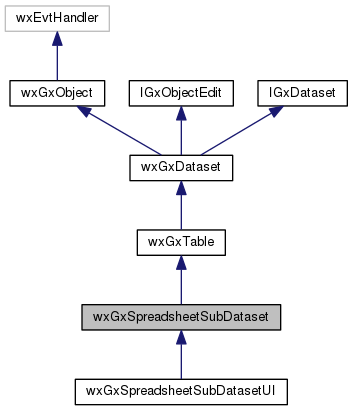 wxEvtHandler
wxGxObject
IGxObjectEdit
IGxDataset
wxGxDataset
wxGxTable
wxGxSpreadsheetSubDataset
wxGxSpreadsheetSubDatasetUI